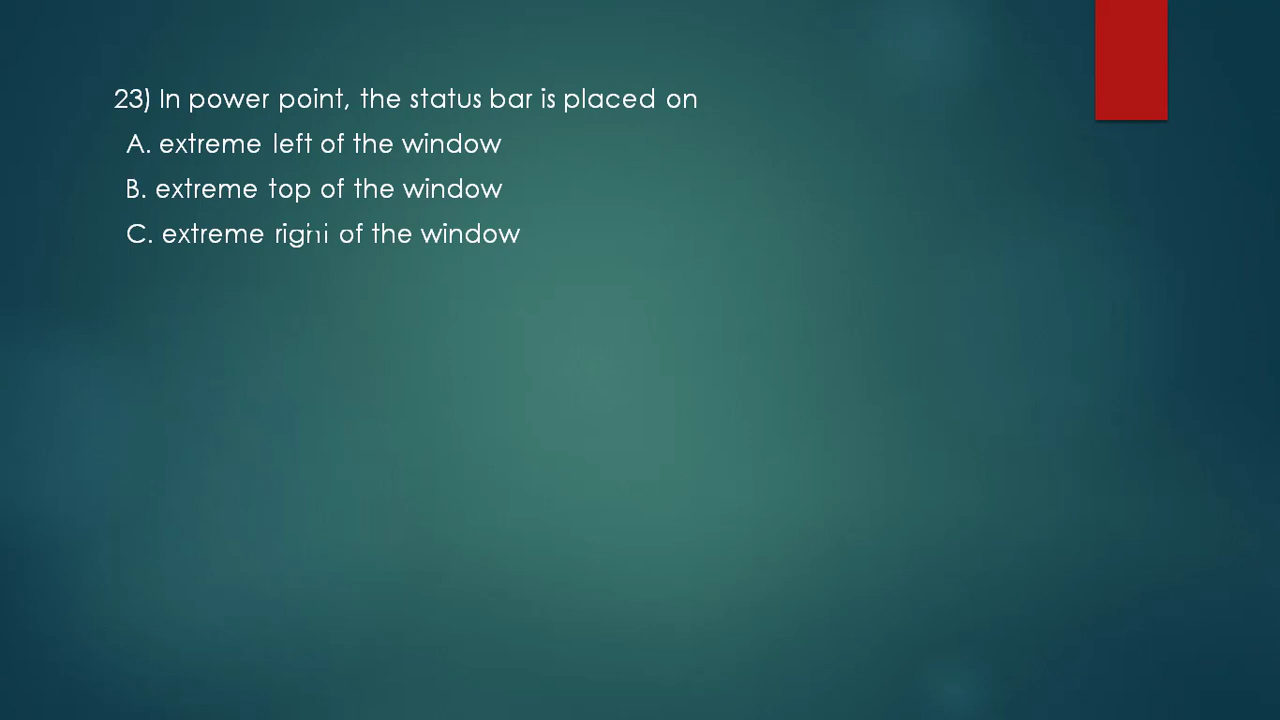 23) In power point, the status bar is placed on
A. extreme left of the window
B. extreme top of the window
C. extreme right of the window